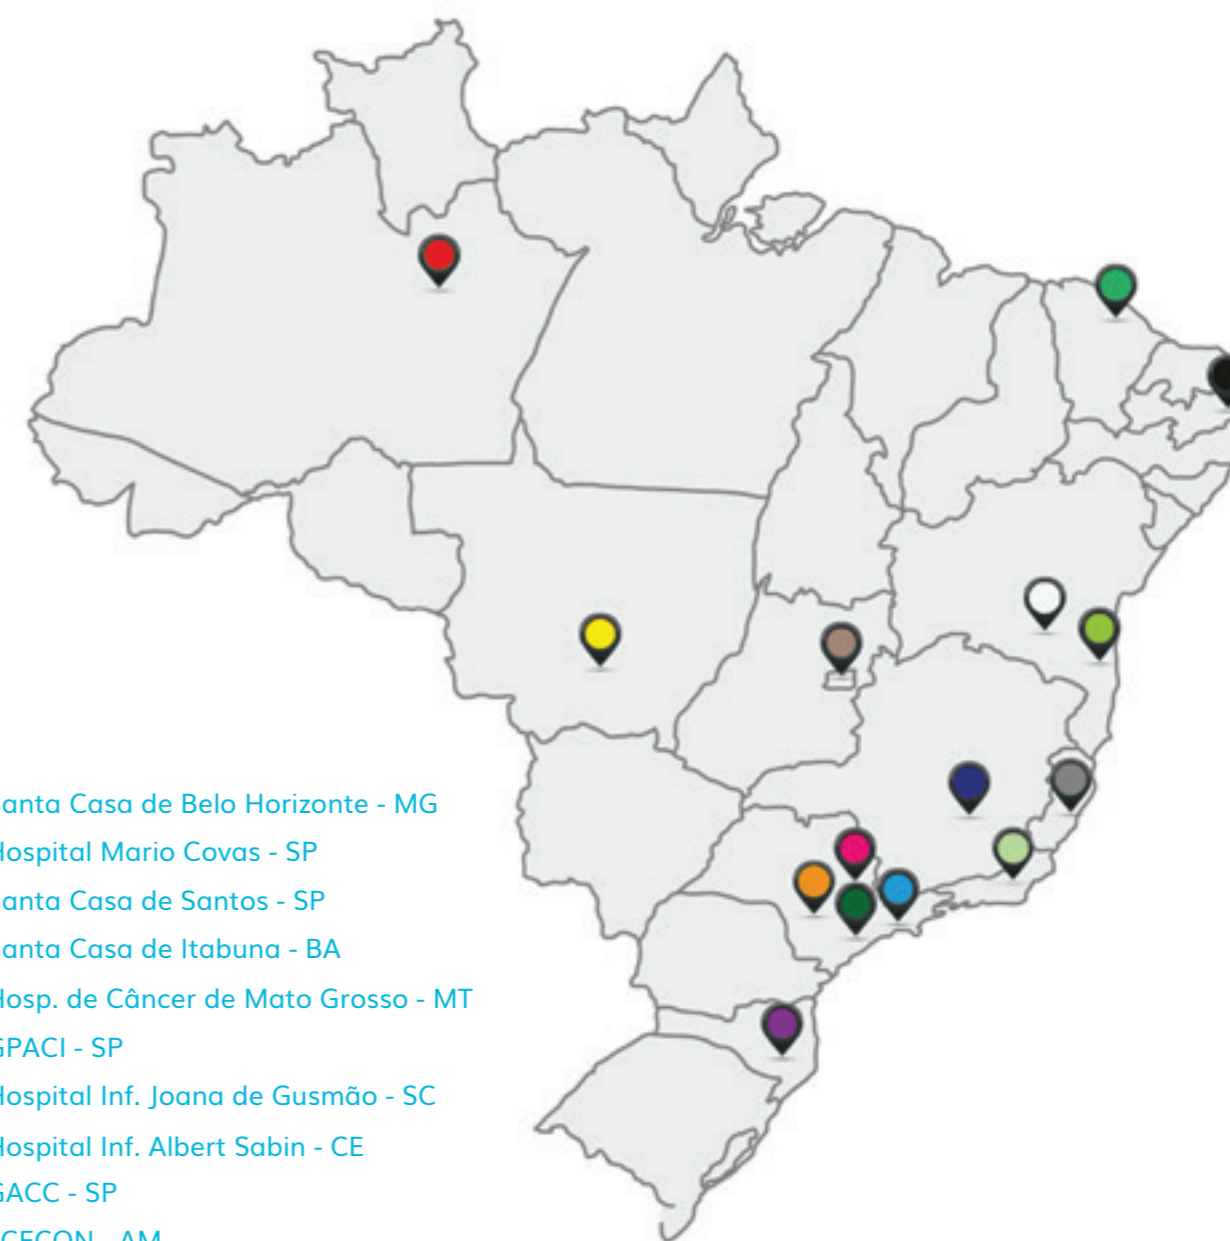 anta Casa de Belo Horizonte - MG
Hospital Mario Covas - SP
anta Casa de Santos - SP
anta Casa de Itabuna - BA
Hosp. de Câncer de Mato Grosso - MT
GPACI - SP
Hospital Inf. Joana de Gusmão - SC
Hospital Inf. Albert Sabin - CE
GACC - SP
CECON - AM